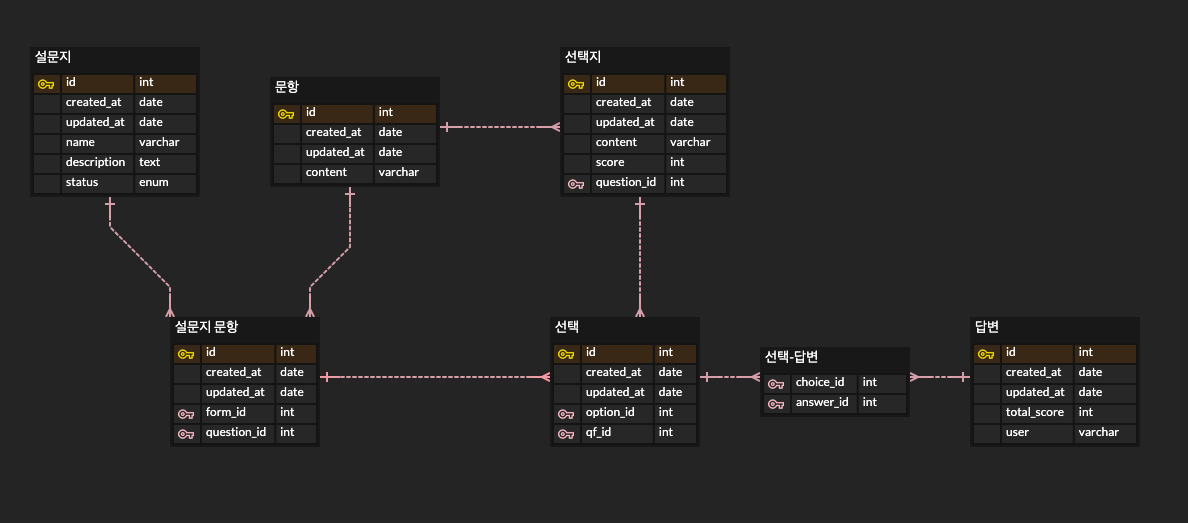 설문지
id int
created_at date
updated_at date
name varchar
description text
status enum
문항
id int
created_at date
updated_at date
content varchar
선택지
id int
created_at date
updated_at date
content varchar
score int
question_id int
설문지 문항
id int
created_at date
updated_at date
form_id int
question_id int
선택
id int
created_at date
updated_at date
option_id int
qf_id int
선택-답변
choice_id int
answer_id int
답변
id int
created_at date
updated_at date
total_score int
user varchar